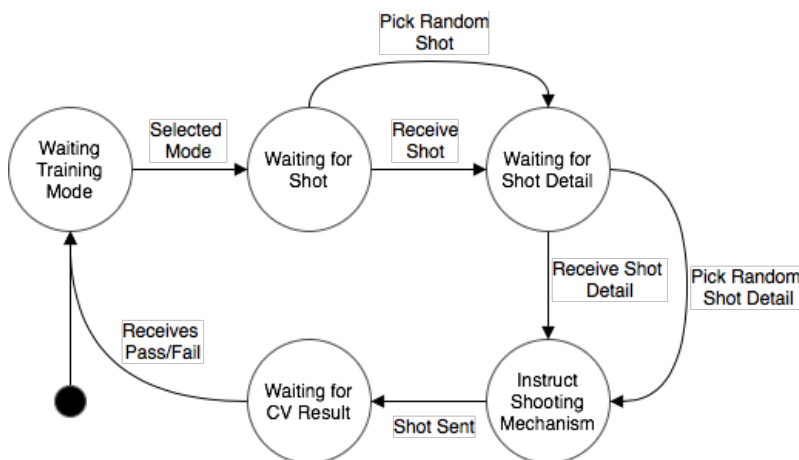 Pick Random
Shot
Selected
Mode
Receive
Shot
Waiting
Training
Mode
Waiting for
Shot
Waiting for
Shot Detail
Receive Shot
Detail
Pick Random
Shot Detail
Receives
Pass/Fail
Waiting for
CV Result
Shot Sent
Instruct
Shooting
Mechanism